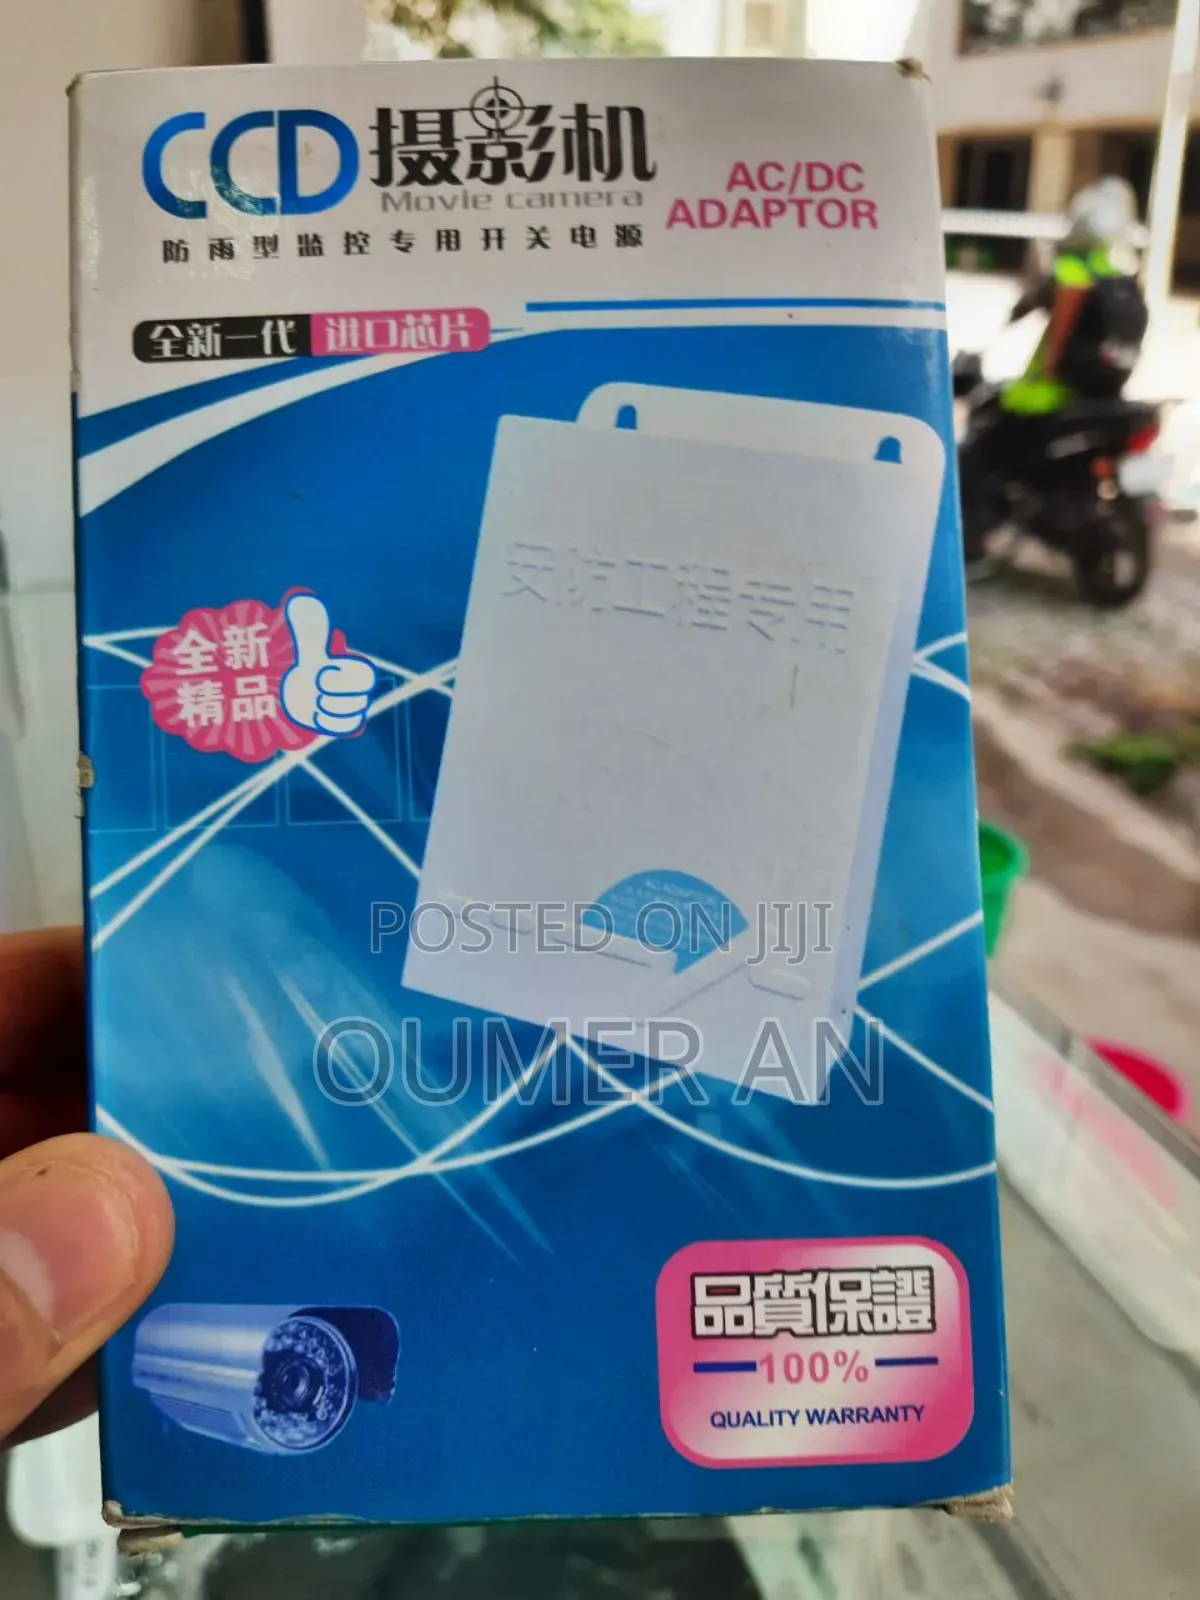 CCD摄影机
Movie camera
AC/DC
ADAPTOR
防雨型监控专用开关电源
全新一代 进口芯片
安防工程专用
全新
精品
POSTED ON JIJI
OUMER AN
品質保證
100%
QUALITY WARRANTY